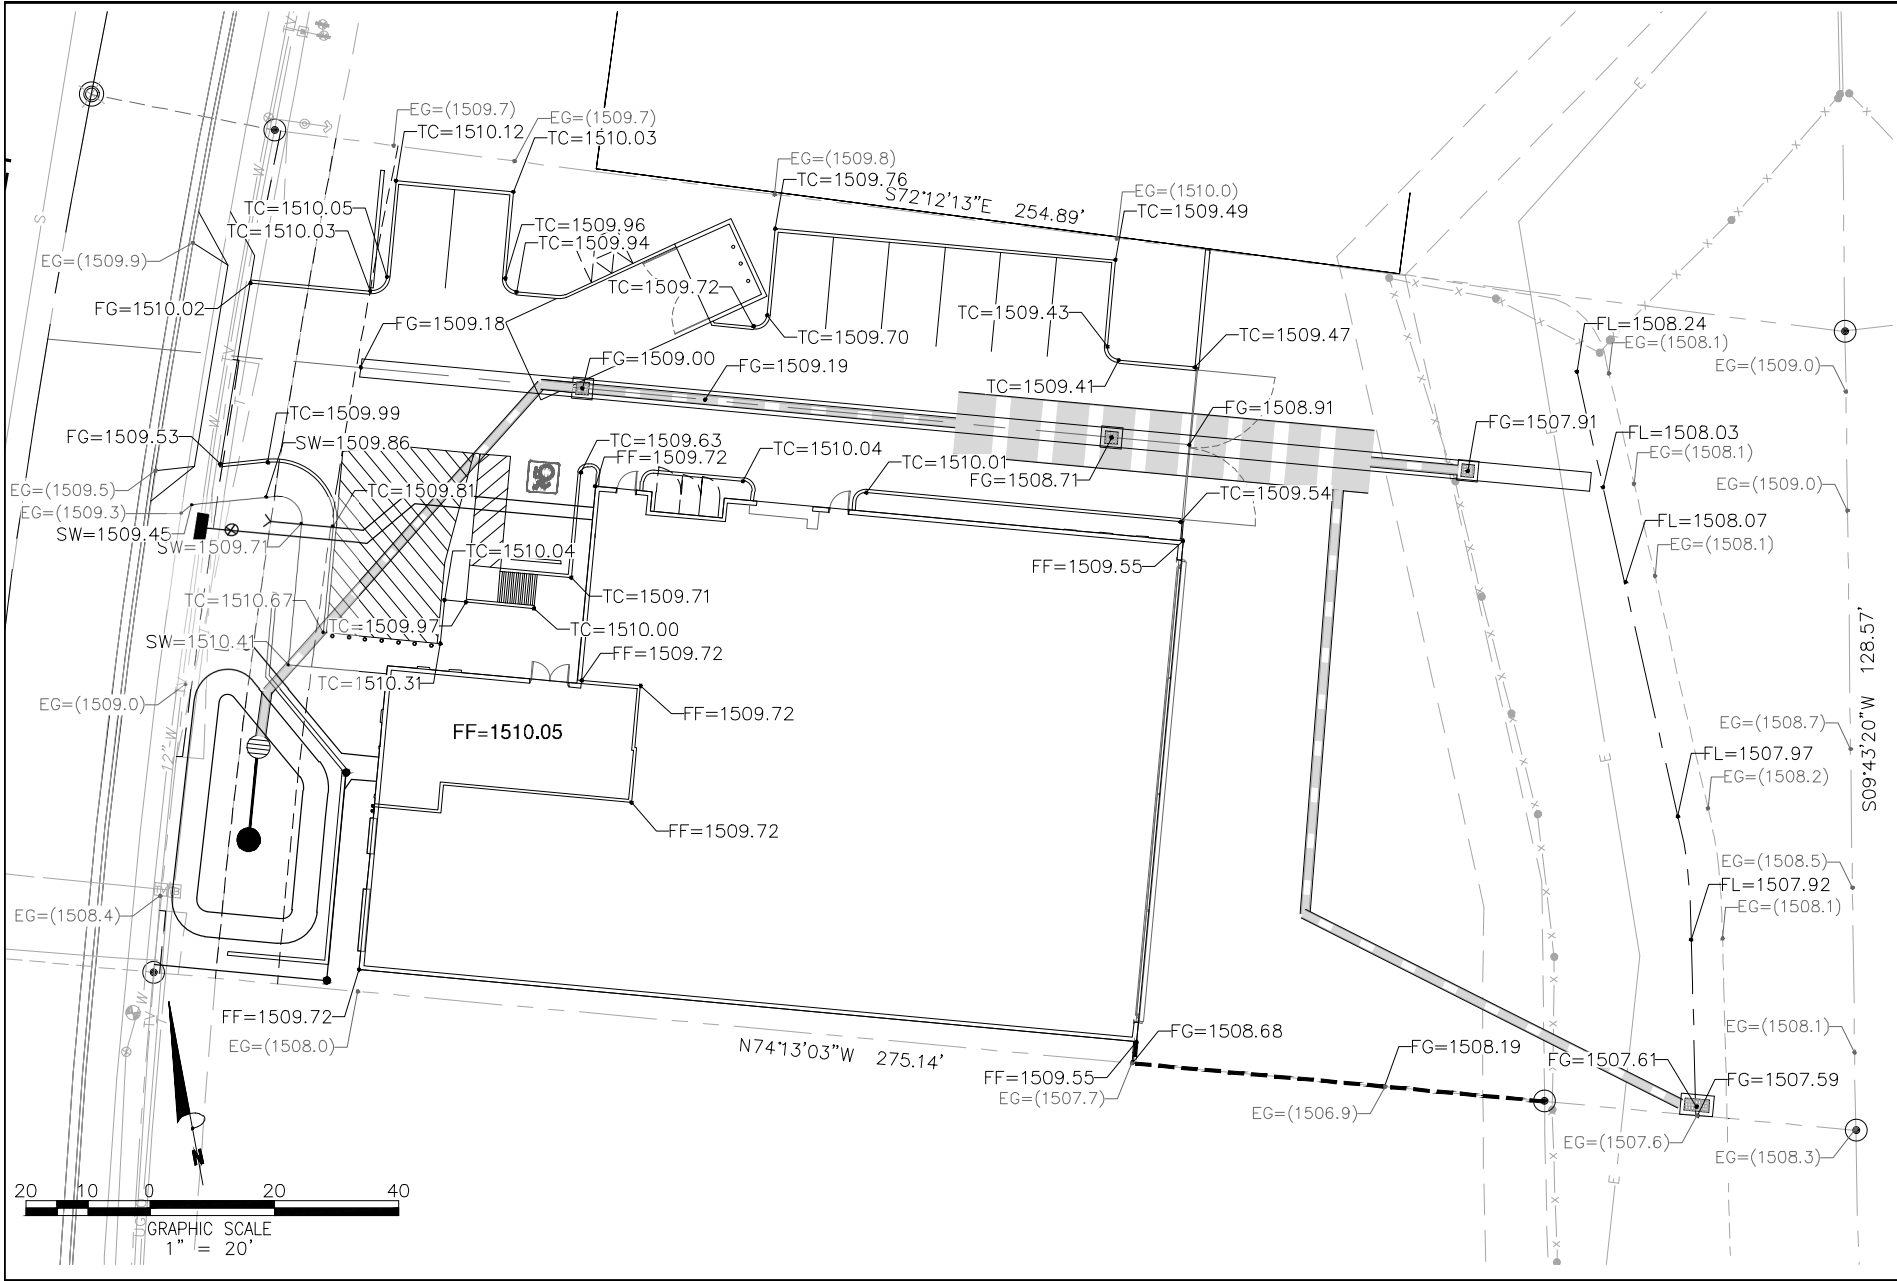 EG=(1509.7)
TC=1510.12
EG=(1509.7)
TC=1510.03
EG=(1509.8)
TC=1509.76
S72°12'13"E 254.89'
EG=(1510.0)
TC=1509.49
TC=1510.05
TC=1510.03
TC=1509.96
TC=1509.94
EG=(1509.9)
TC=1509.72
FG=1510.02
FG=1509.18
TC=1509.70
TC=1509.43
TC=1509.47
FL=1508.24
EG=(1508.1)
EG=(1509.0)
FG=1509.00
FG=1509.19
TC=1509.41
FG=1508.91
TC=1509.99
FG=1509.53
SW=1509.86
TC=1509.63
FF=1509.72
TC=1510.04
TC=1510.01
FG=1508.71
FG=1507.91
FL=1508.03
EG=(1508.1)
EG=(1509.0)
EG=(1509.5)
TC=1509.81
TC=1509.54
EG=(1509.3)
SW=1509.45
SW=1509.71
TC=1510.04
FF=1509.55
FL=1508.07
EG=(1508.1)
TC=1510.67
TC=1509.71
TC=1509.97
TC=1510.00
SW=1510.41
FF=1509.72
TC=1510.31
EG=(1509.0)
FF=1509.72
FF=1510.05
S09°43'20"W 128.57'
EG=(1508.7)
FL=1507.97
EG=(1508.2)
12"-W
FF=1509.72
EG=(1508.5)
FL=1507.92
EG=(1508.1)
EG=(1508.4)
FF=1509.72
EG=(1508.0)
N74°13'03"W 275.14'
FG=1508.68
FF=1509.55
EG=(1507.7)
FG=1508.19
EG=(1506.9)
EG=(1508.1)
FG=1507.61
FG=1507.59
EG=(1507.6)
EG=(1508.3)
N
20 10 0 20 40
GRAPHIC SCALE
1" = 20'